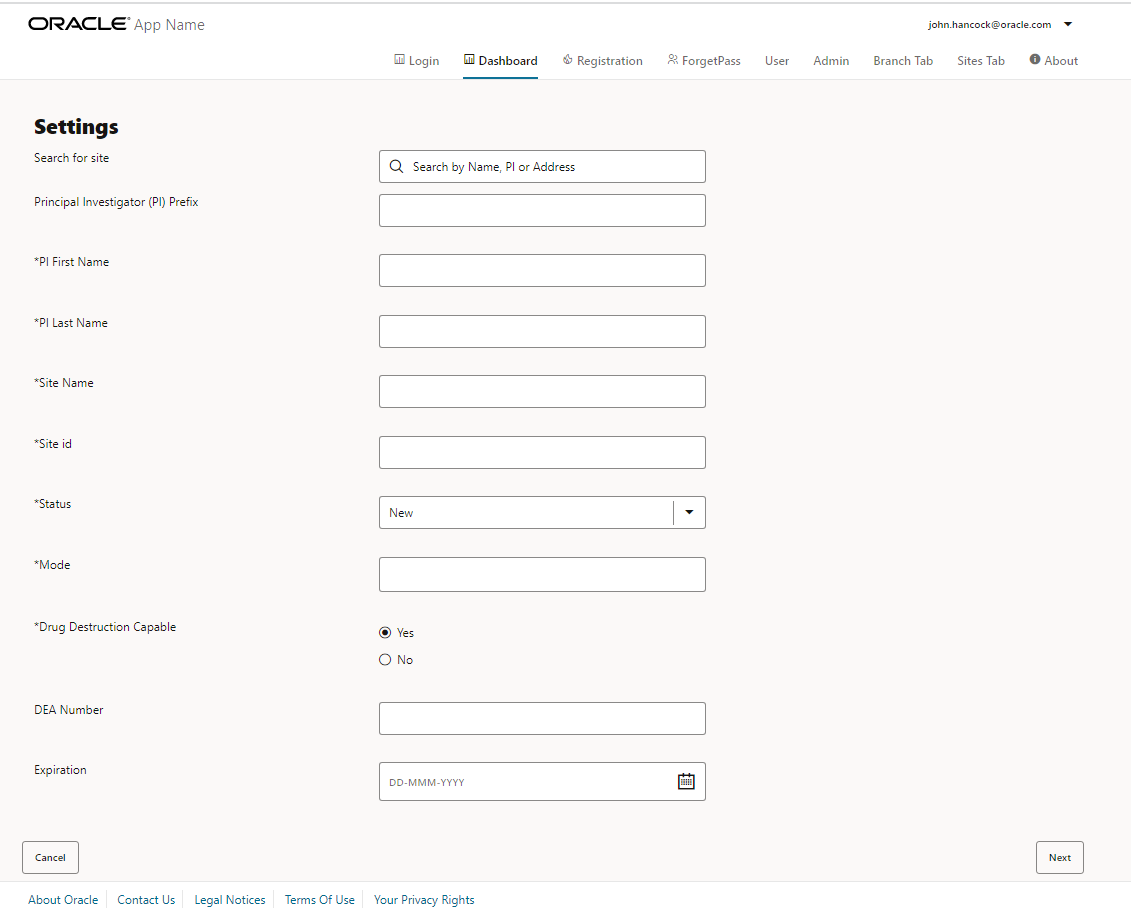 ORACLE® App Name
john.hancock@oracle.com
Login Dashboard Registration ForgetPass User Admin Branch Tab Sites Tab About
Settings
Search for site
Search by Name, PI or Address
Principal Investigator (PI) Prefix
*PI First Name
*PI Last Name
*Site Name
*Site id
*Status
New
*Mode
*Drug Destruction Capable
Yes
No
DEA Number
Expiration
DD-MMM-YYYY
Cancel
Next
About Oracle Contact Us Legal Notices Terms Of Use Your Privacy Rights